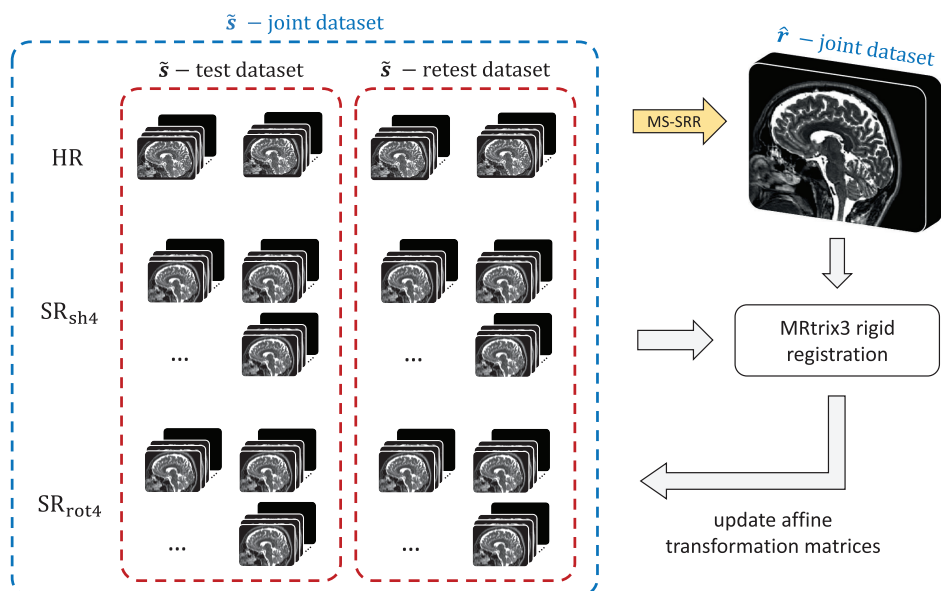 s̃ – joint dataset
s̃ – test dataset
s̃ – retest dataset
HR
SRsh4
...
...
SRrot4
...
...
MS-SRR
r̂ – joint dataset
MRtrix3 rigid
registration
update affine
transformation matrices